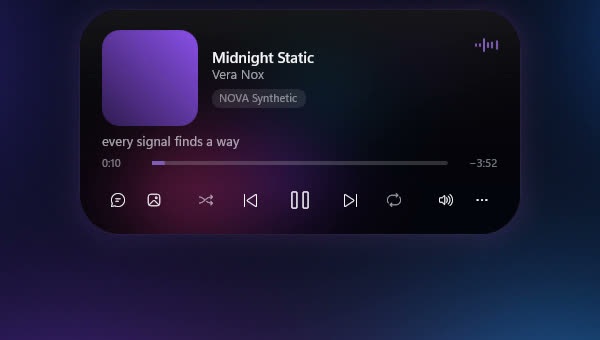 Midnight Static
Vera Nox
NOVA Synthetic
every signal finds a way
0:10
−3:52